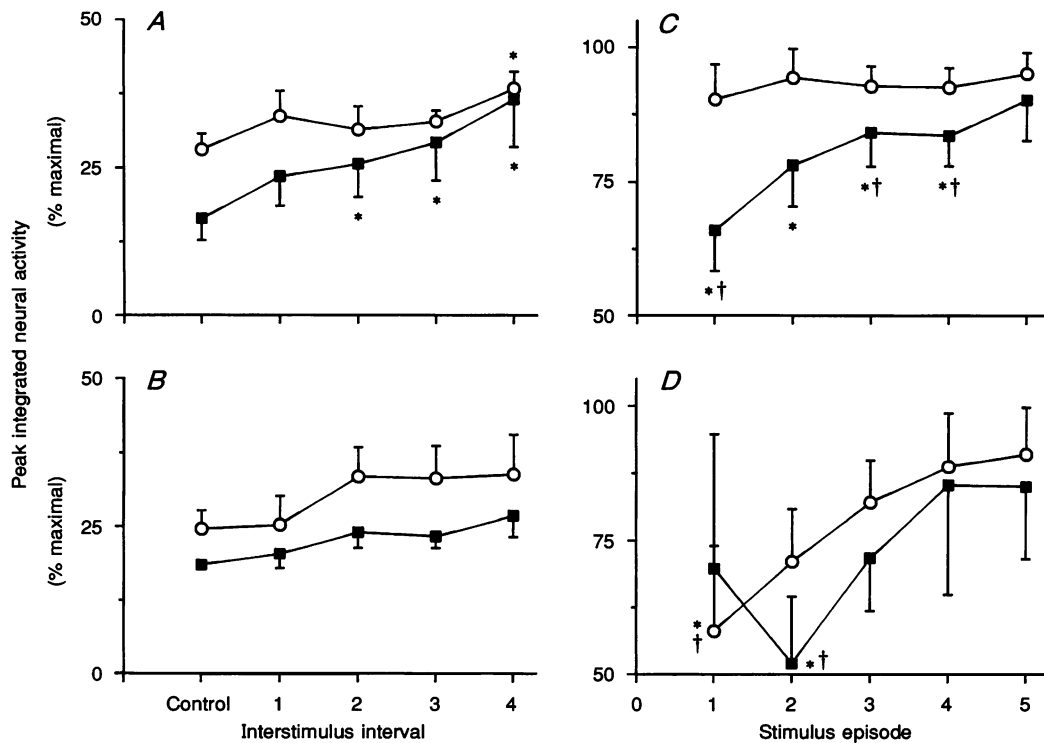 Peak integrated neural activity
(% maximal)
(% maximal)
A
50
25
0
*
*
*
*
B
50
25
0
Control 1 2 3 4
Interstimulus interval
C
100
75
50
*†
*
*†
*†
D
100
75
50
*
†
*†
0 1 2 3 4 5
Stimulus episode